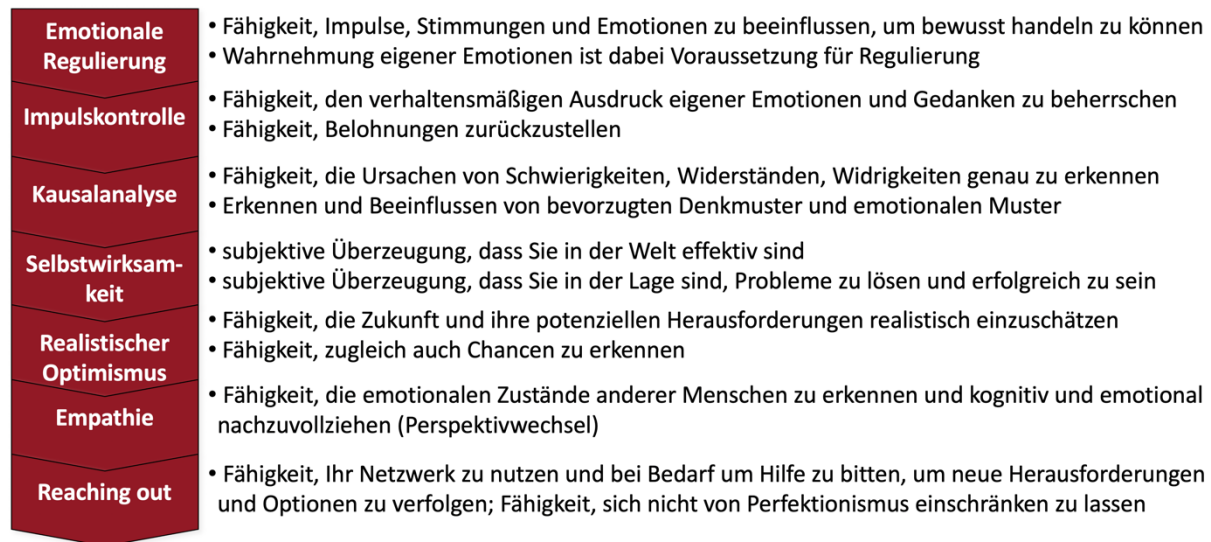 Emotionale
Regulierung
• Fähigkeit, Impulse, Stimmungen und Emotionen zu beeinflussen, um bewusst handeln zu können
• Wahrnehmung eigener Emotionen ist dabei Voraussetzung für Regulierung
Impulskontrolle
• Fähigkeit, den verhaltensmäßigen Ausdruck eigener Emotionen und Gedanken zu beherrschen
• Fähigkeit, Belohnungen zurückzustellen
Kausalanalyse
• Fähigkeit, die Ursachen von Schwierigkeiten, Widerständen, Widrigkeiten genau zu erkennen
• Erkennen und Beeinflussen von bevorzugten Denkmuster und emotionalen Muster
Selbstwirksam-
keit
• subjektive Überzeugung, dass Sie in der Welt effektiv sind
• subjektive Überzeugung, dass Sie in der Lage sind, Probleme zu lösen und erfolgreich zu sein
Realistischer
Optimismus
• Fähigkeit, die Zukunft und ihre potenziellen Herausforderungen realistisch einzuschätzen
• Fähigkeit, zugleich auch Chancen zu erkennen
Empathie
• Fähigkeit, die emotionalen Zustände anderer Menschen zu erkennen und kognitiv und emotional
nachzuvollziehen (Perspektivwechsel)
Reaching out
• Fähigkeit, Ihr Netzwerk zu nutzen und bei Bedarf um Hilfe zu bitten, um neue Herausforderungen
und Optionen zu verfolgen; Fähigkeit, sich nicht von Perfektionismus einschränken zu lassen